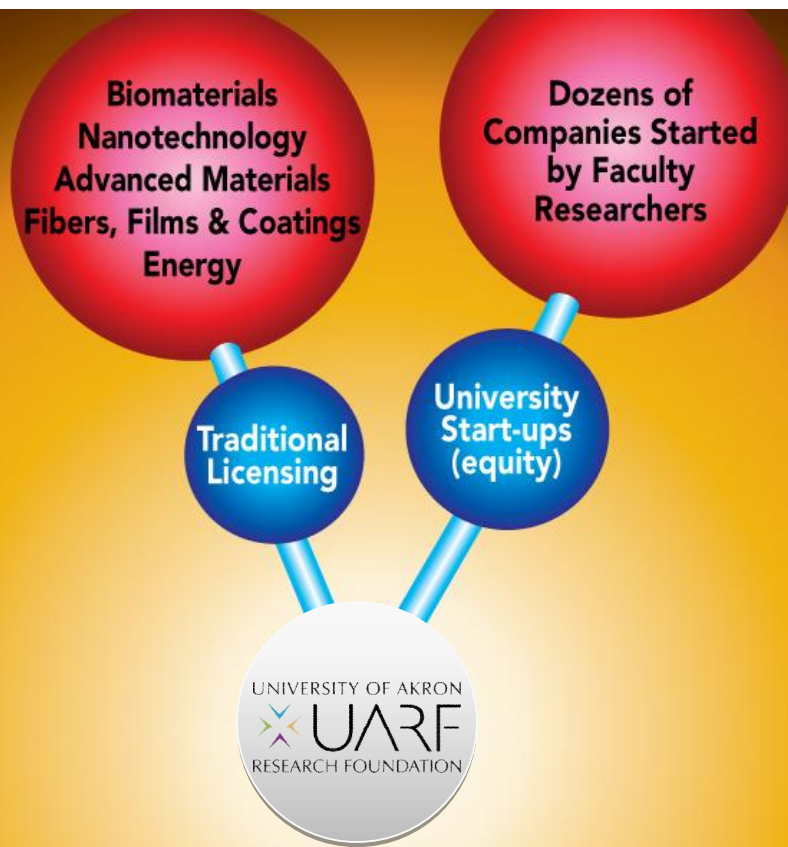 Biomaterials
Nanotechnology
Advanced Materials
Fibers, Films & Coatings
Energy
Dozens of
Companies Started
by Faculty
Researchers
Traditional
Licensing
University
Start-ups
(equity)
UNIVERSITY OF AKRON
UARF
RESEARCH FOUNDATION